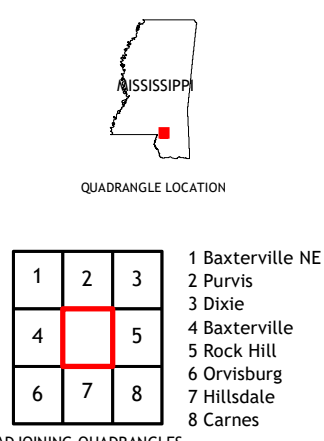 MISSISSIPPI
QUADRANGLE LOCATION
1 2 3
4 5
6 7 8
1 Baxterville NE
2 Purvis
3 Dixie
4 Baxterville
5 Rock Hill
6 Orvisburg
7 Hillsdale
8 Carnes
ADJOINING QUADRANGLES